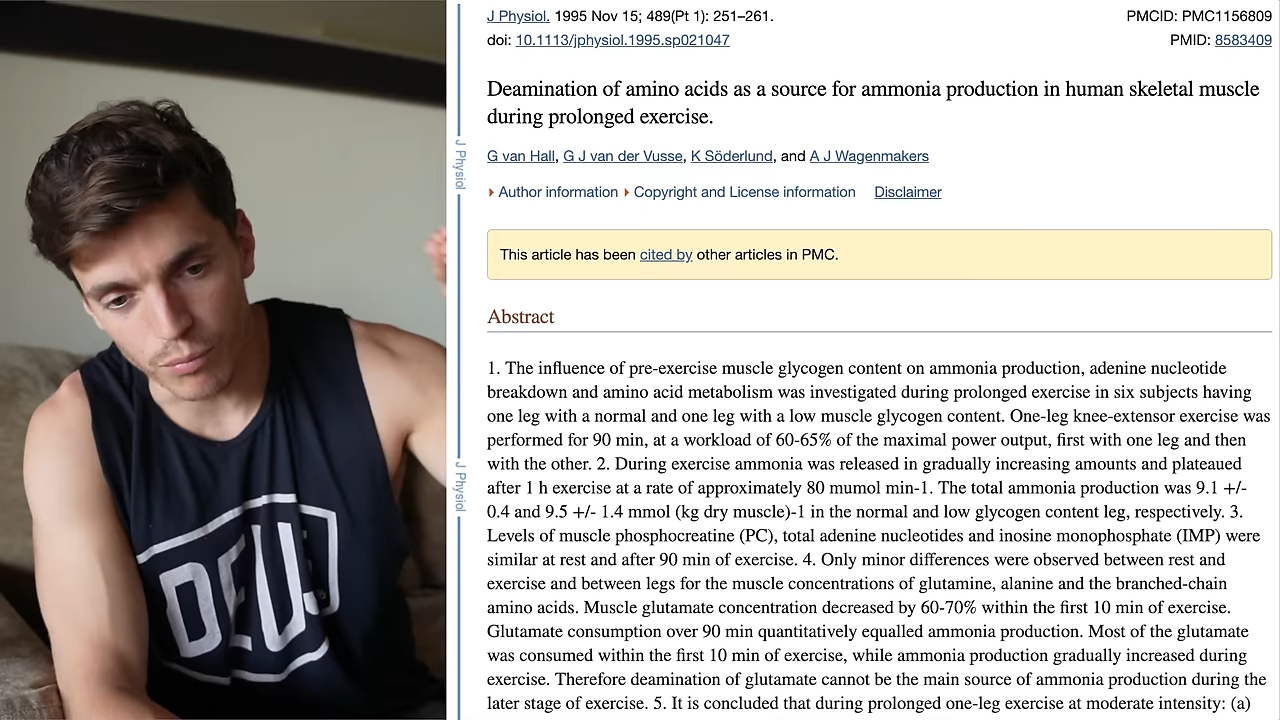 DEUS
J Physiol
J Physiol
J Physiol. 1995 Nov 15; 489(Pt 1): 251–261.
PMCID: PMC1156809
doi: 10.1113/jphysiol.1995.sp021047
PMID: 8583409
Deamination of amino acids as a source for ammonia production in human skeletal muscle
during prolonged exercise.
G van Hall, G J van der Vusse, K Söderlund, and A J Wagenmakers
Author information Copyright and License information Disclaimer
This article has been cited by other articles in PMC.
Abstract
1. The influence of pre-exercise muscle glycogen content on ammonia production, adenine nucleotide
breakdown and amino acid metabolism was investigated during prolonged exercise in six subjects having
one leg with a normal and one leg with a low muscle glycogen content. One-leg knee-extensor exercise was
performed for 90 min, at a workload of 60-65% of the maximal power output, first with one leg and then
with the other. 2. During exercise ammonia was released in gradually increasing amounts and plateaued
after 1 h exercise at a rate of approximately 80 mumol min-1. The total ammonia production was 9.1 +/-
0.4 and 9.5 +/- 1.4 mmol (kg dry muscle)-1 in the normal and low glycogen content leg, respectively. 3.
Levels of muscle phosphocreatine (PC), total adenine nucleotides and inosine monophosphate (IMP) were
similar at rest and after 90 min of exercise. 4. Only minor differences were observed between rest and
exercise and between legs for the muscle concentrations of glutamine, alanine and the branched-chain
amino acids. Muscle glutamate concentration decreased by 60-70% within the first 10 min of exercise.
Glutamate consumption over 90 min quantitatively equalled ammonia production. Most of the glutamate
was consumed within the first 10 min of exercise, while ammonia production gradually increased during
exercise. Therefore deamination of glutamate cannot be the main source of ammonia production during the
later stage of exercise. 5. It is concluded that during prolonged one-leg exercise at moderate intensity: (a)